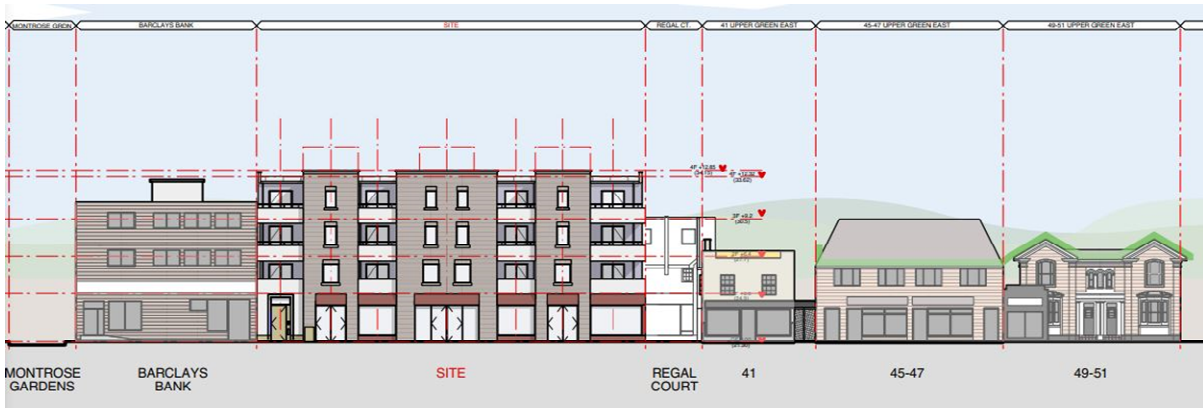 MONTROSE GRDN
BARCLAYS BANK
SITE
REGAL CT.
41 UPPER GREEN EAST
45-47 UPPER GREEN EAST
49-51 UPPER GREEN EAST
MONTROSE
GARDENS
BARCLAYS
BANK
SITE
REGAL
COURT
41
45-47
49-51